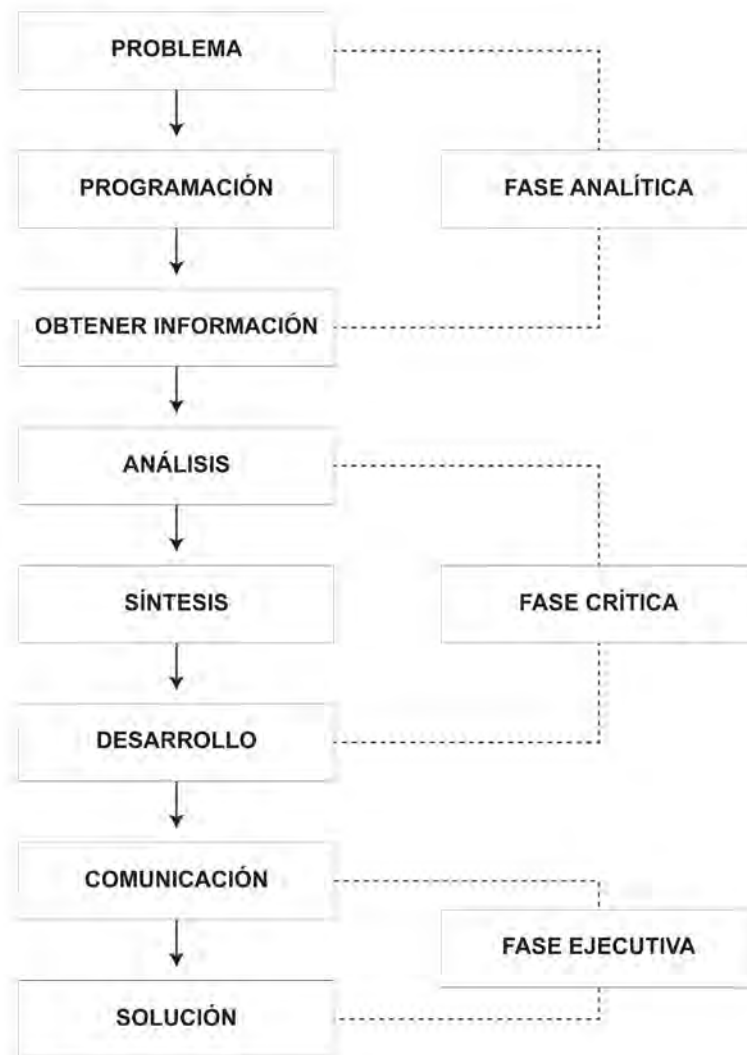 PROBLEMA
PROGRAMACIÓN
FASE ANALÍTICA
OBTENER INFORMACIÓN
ANÁLISIS
SÍNTESIS
FASE CRÍTICA
DESARROLLO
COMUNICACIÓN
FASE EJECUTIVA
SOLUCIÓN